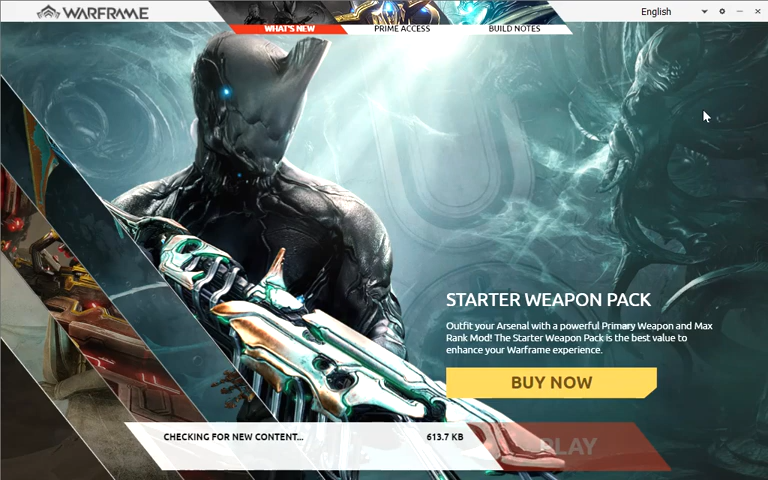 WARFRAME
English
WHAT'S NEW
PRIME ACCESS
BUILD NOTES
STARTER WEAPON PACK
Outfit your Arsenal with a powerful Primary Weapon and Max
Rank Mod! The Starter Weapon Pack is the best value to
enhance your Warframe experience.
BUY NOW
CHECKING FOR NEW CONTENT...
613.7 KB
PLAY